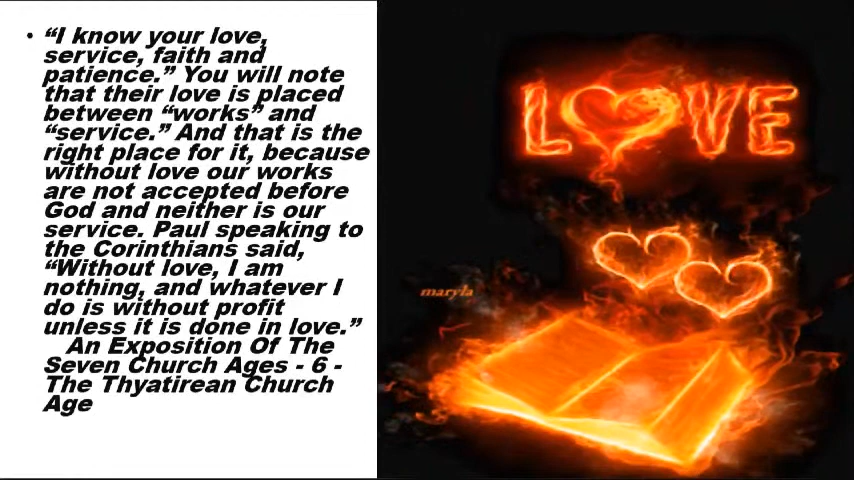 • “I know your love,
service, faith and
patience.” You will note
that their love is placed
between “works” and
“service.” And that is the
right place for it, because
without love our works
are not accepted before
God and neither is our
service. Paul speaking to
the Corinthians said,
“Without love, I am
nothing, and whatever I
do is without profit
unless it is done in love.”
An Exposition Of The
Seven Church Ages - 6 -
The Thyatirean Church
Age
LOVE
maryla